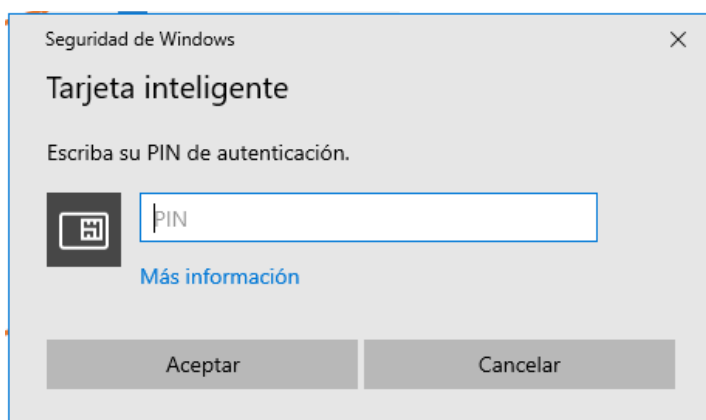 Seguridad de Windows
Tarjeta inteligente
Escriba su PIN de autenticación.
PIN
Más información
Aceptar Cancelar